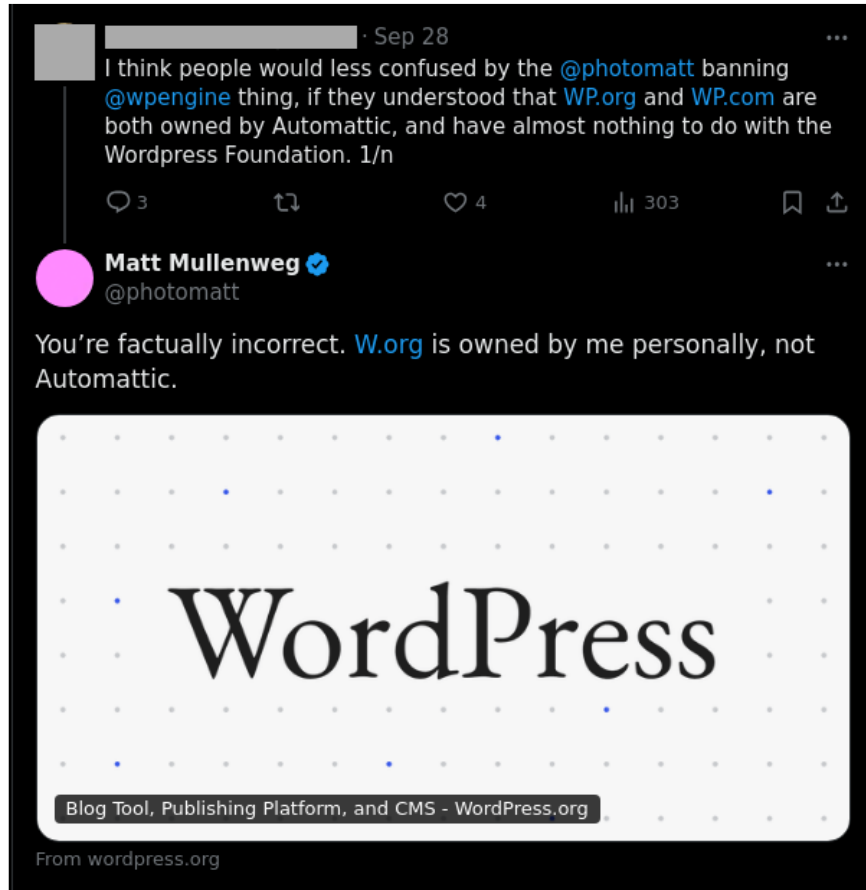 · Sep 28
I think people would less confused by the @photomatt banning
@wpengine thing, if they understood that WP.org and WP.com are
both owned by Automattic, and have almost nothing to do with the
Wordpress Foundation. 1/n
3 4 303
Matt Mullenweg
@photomatt
You’re factually incorrect. W.org is owned by me personally, not
Automattic.
WordPress
Blog Tool, Publishing Platform, and CMS - WordPress.org
From wordpress.org